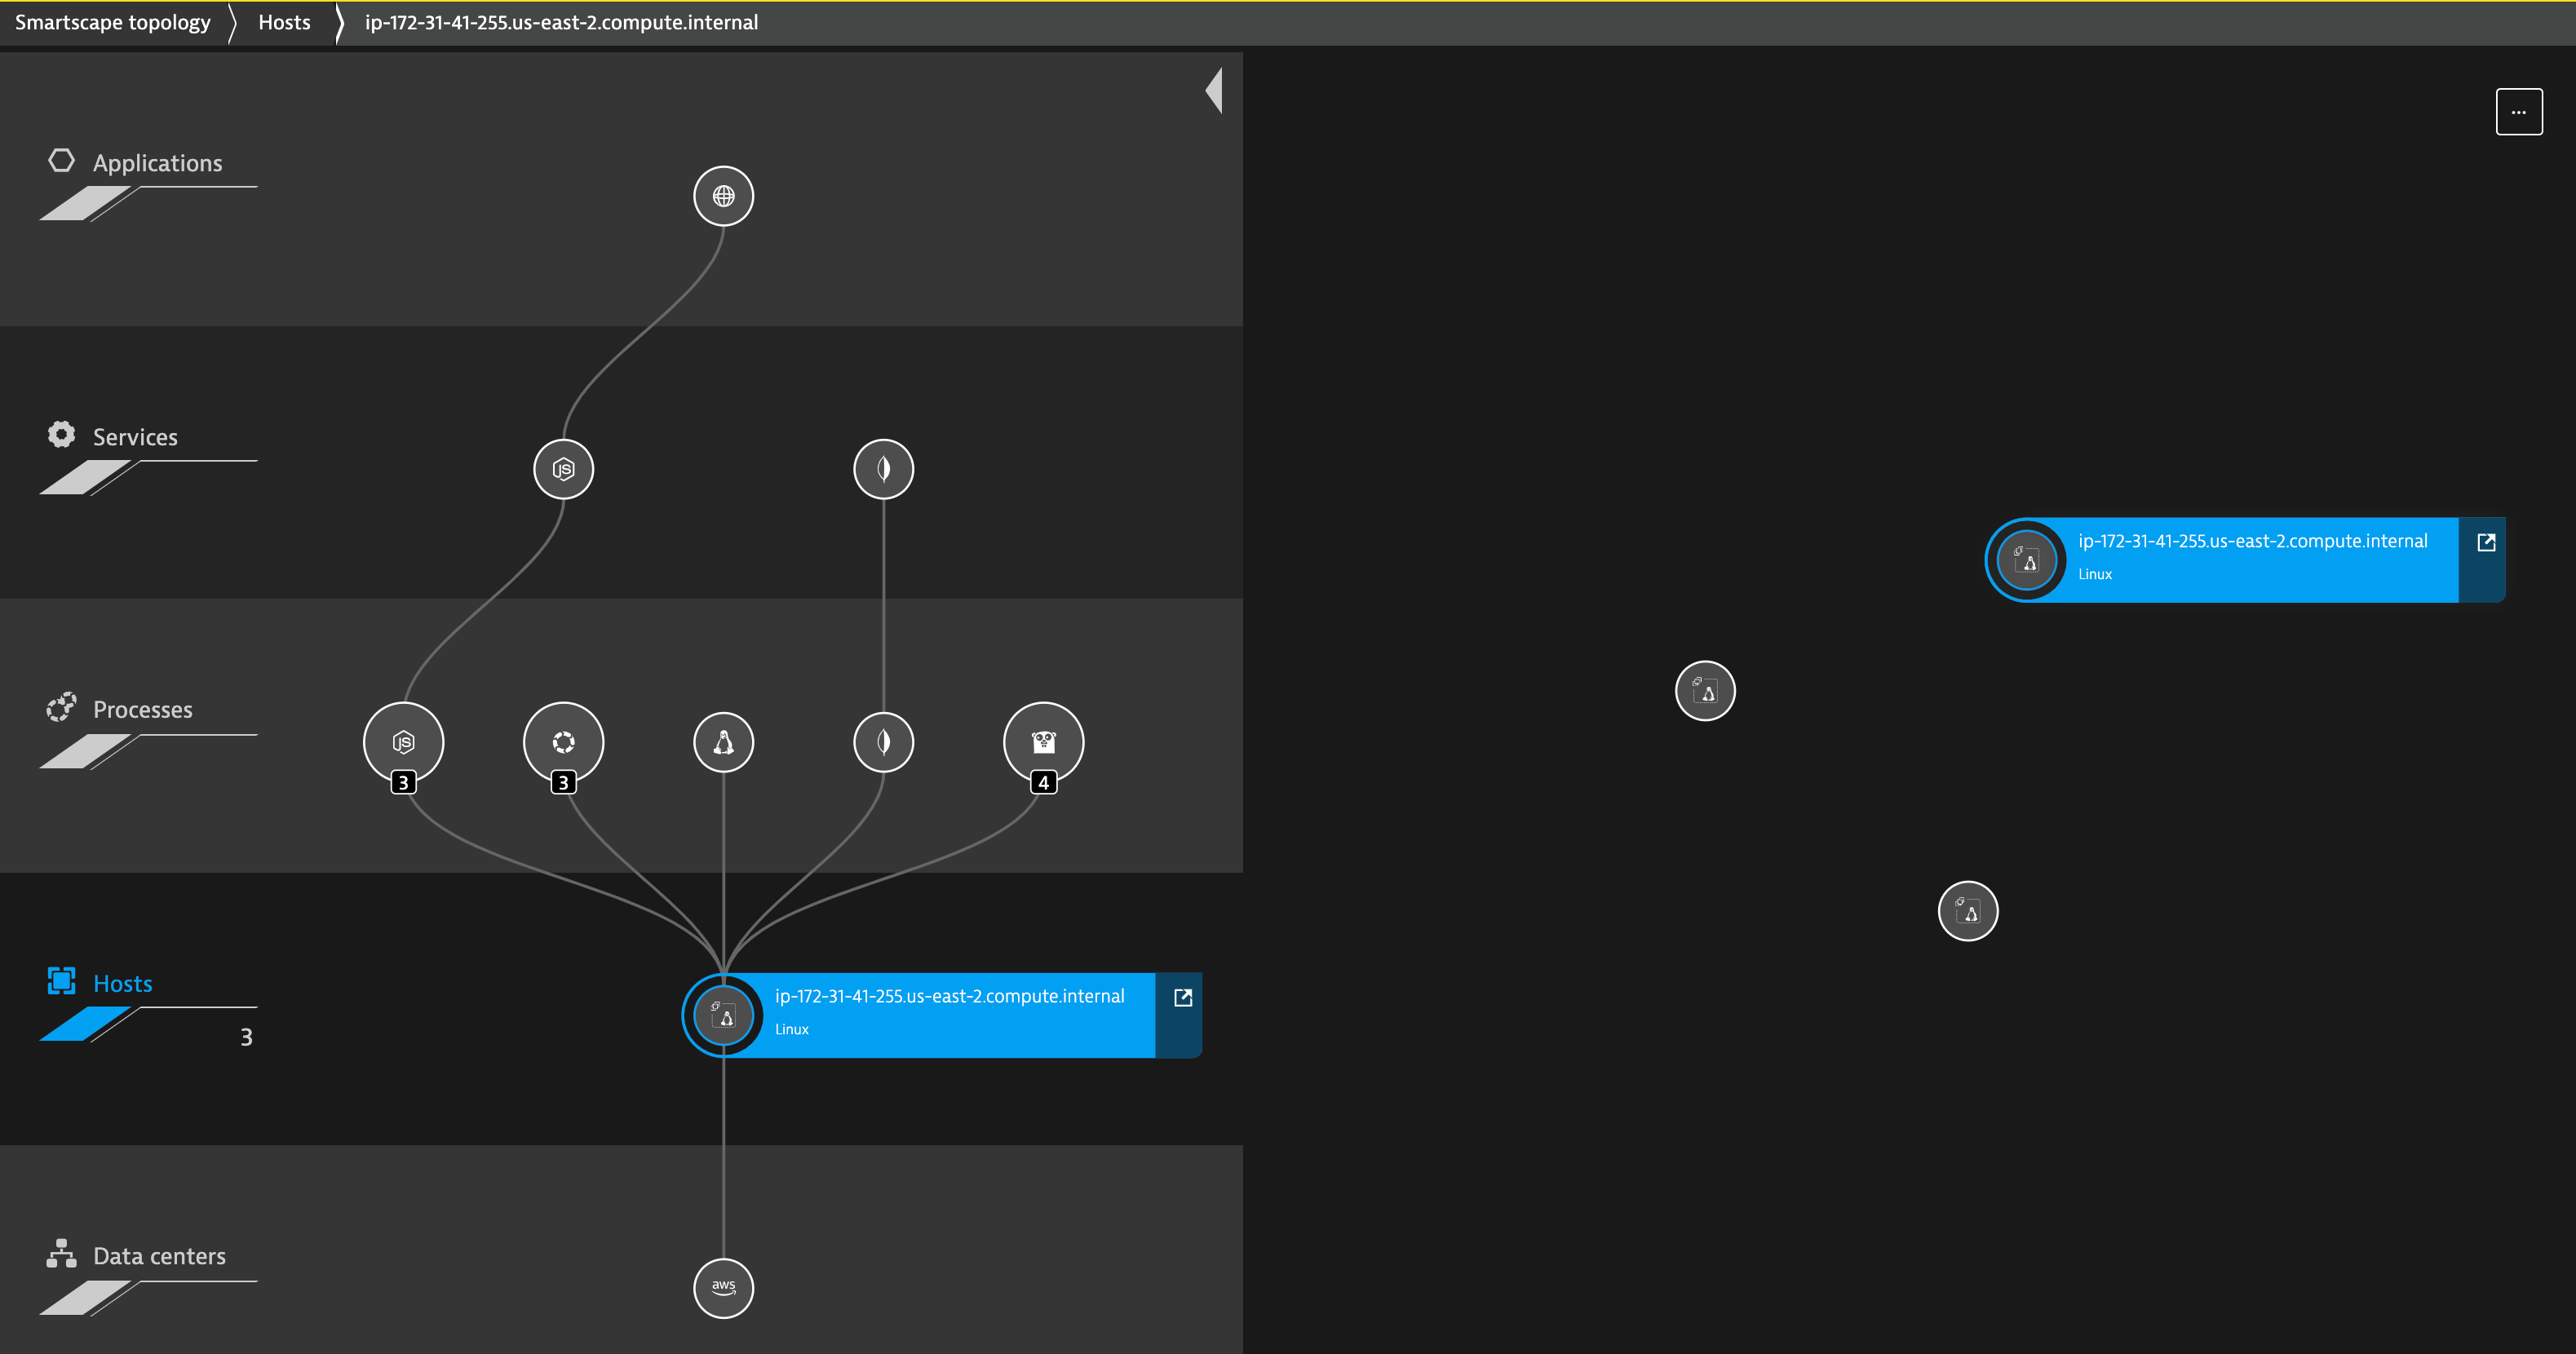 Smartscape topology
Hosts
ip-172-31-41-255.us-east-2.compute.internal
...
Applications
Services
JS
ip-172-31-41-255.us-east-2.compute.internal
Linux
Processes
JS
3
3
4
Hosts
3
ip-172-31-41-255.us-east-2.compute.internal
Linux
Data centers
aws